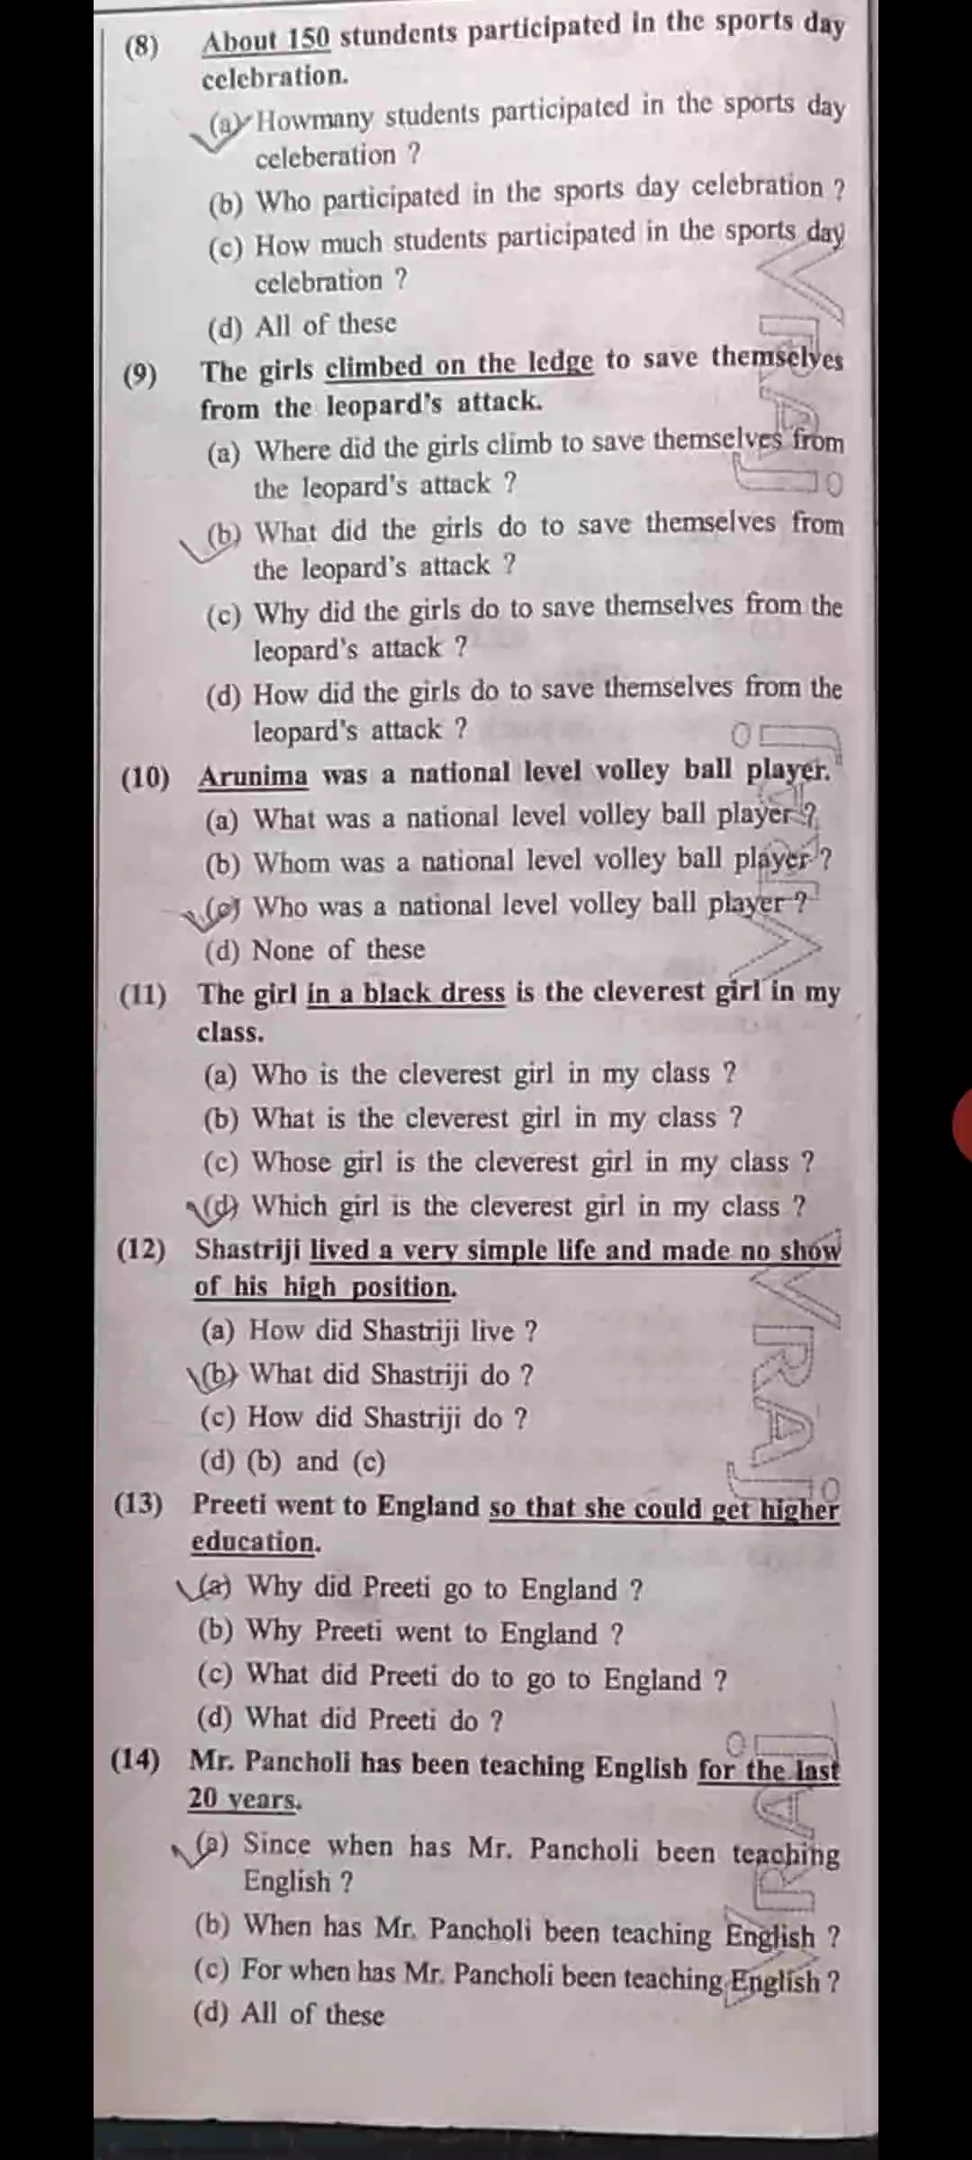 (8) About 150 stundents participated in the sports day
celebration.
(a) Howmany students participated in the sports day
celeberation ?
(b) Who participated in the sports day celebration ?
(c) How much students participated in the sports day
celebration ?
(d) All of these
(9) The girls climbed on the ledge to save themselves
from the leopard's attack.
(a) Where did the girls climb to save themselves from
the leopard's attack ?
(b) What did the girls do to save themselves from
the leopard's attack ?
(c) Why did the girls do to save themselves from the
leopard's attack ?
(d) How did the girls do to save themselves from the
leopard's attack ?
(10) Arunima was a national level volley ball player.
(a) What was a national level volley ball player ?
(b) Whom was a national level volley ball player ?
(c) Who was a national level volley ball player ?
(d) None of these
(11) The girl in a black dress is the cleverest girl in my
class.
(a) Who is the cleverest girl in my class ?
(b) What is the cleverest girl in my class ?
(c) Whose girl is the cleverest girl in my class ?
(d) Which girl is the cleverest girl in my class ?
(12) Shastriji lived a very simple life and made no show
of his high position.
(a) How did Shastriji live ?
(b) What did Shastriji do ?
(c) How did Shastriji do ?
(d) (b) and (c)
(13) Preeti went to England so that she could get higher
education.
(a) Why did Preeti go to England ?
(b) Why Preeti went to England ?
(c) What did Preeti do to go to England ?
(d) What did Preeti do ?
(14) Mr. Pancholi has been teaching English for the last
20 years.
(a) Since when has Mr. Pancholi been teaching
English ?
(b) When has Mr. Pancholi been teaching English ?
(c) For when has Mr. Pancholi been teaching English ?
(d) All of these
VRAJ
VRAJ
VRAJ
VRAJ